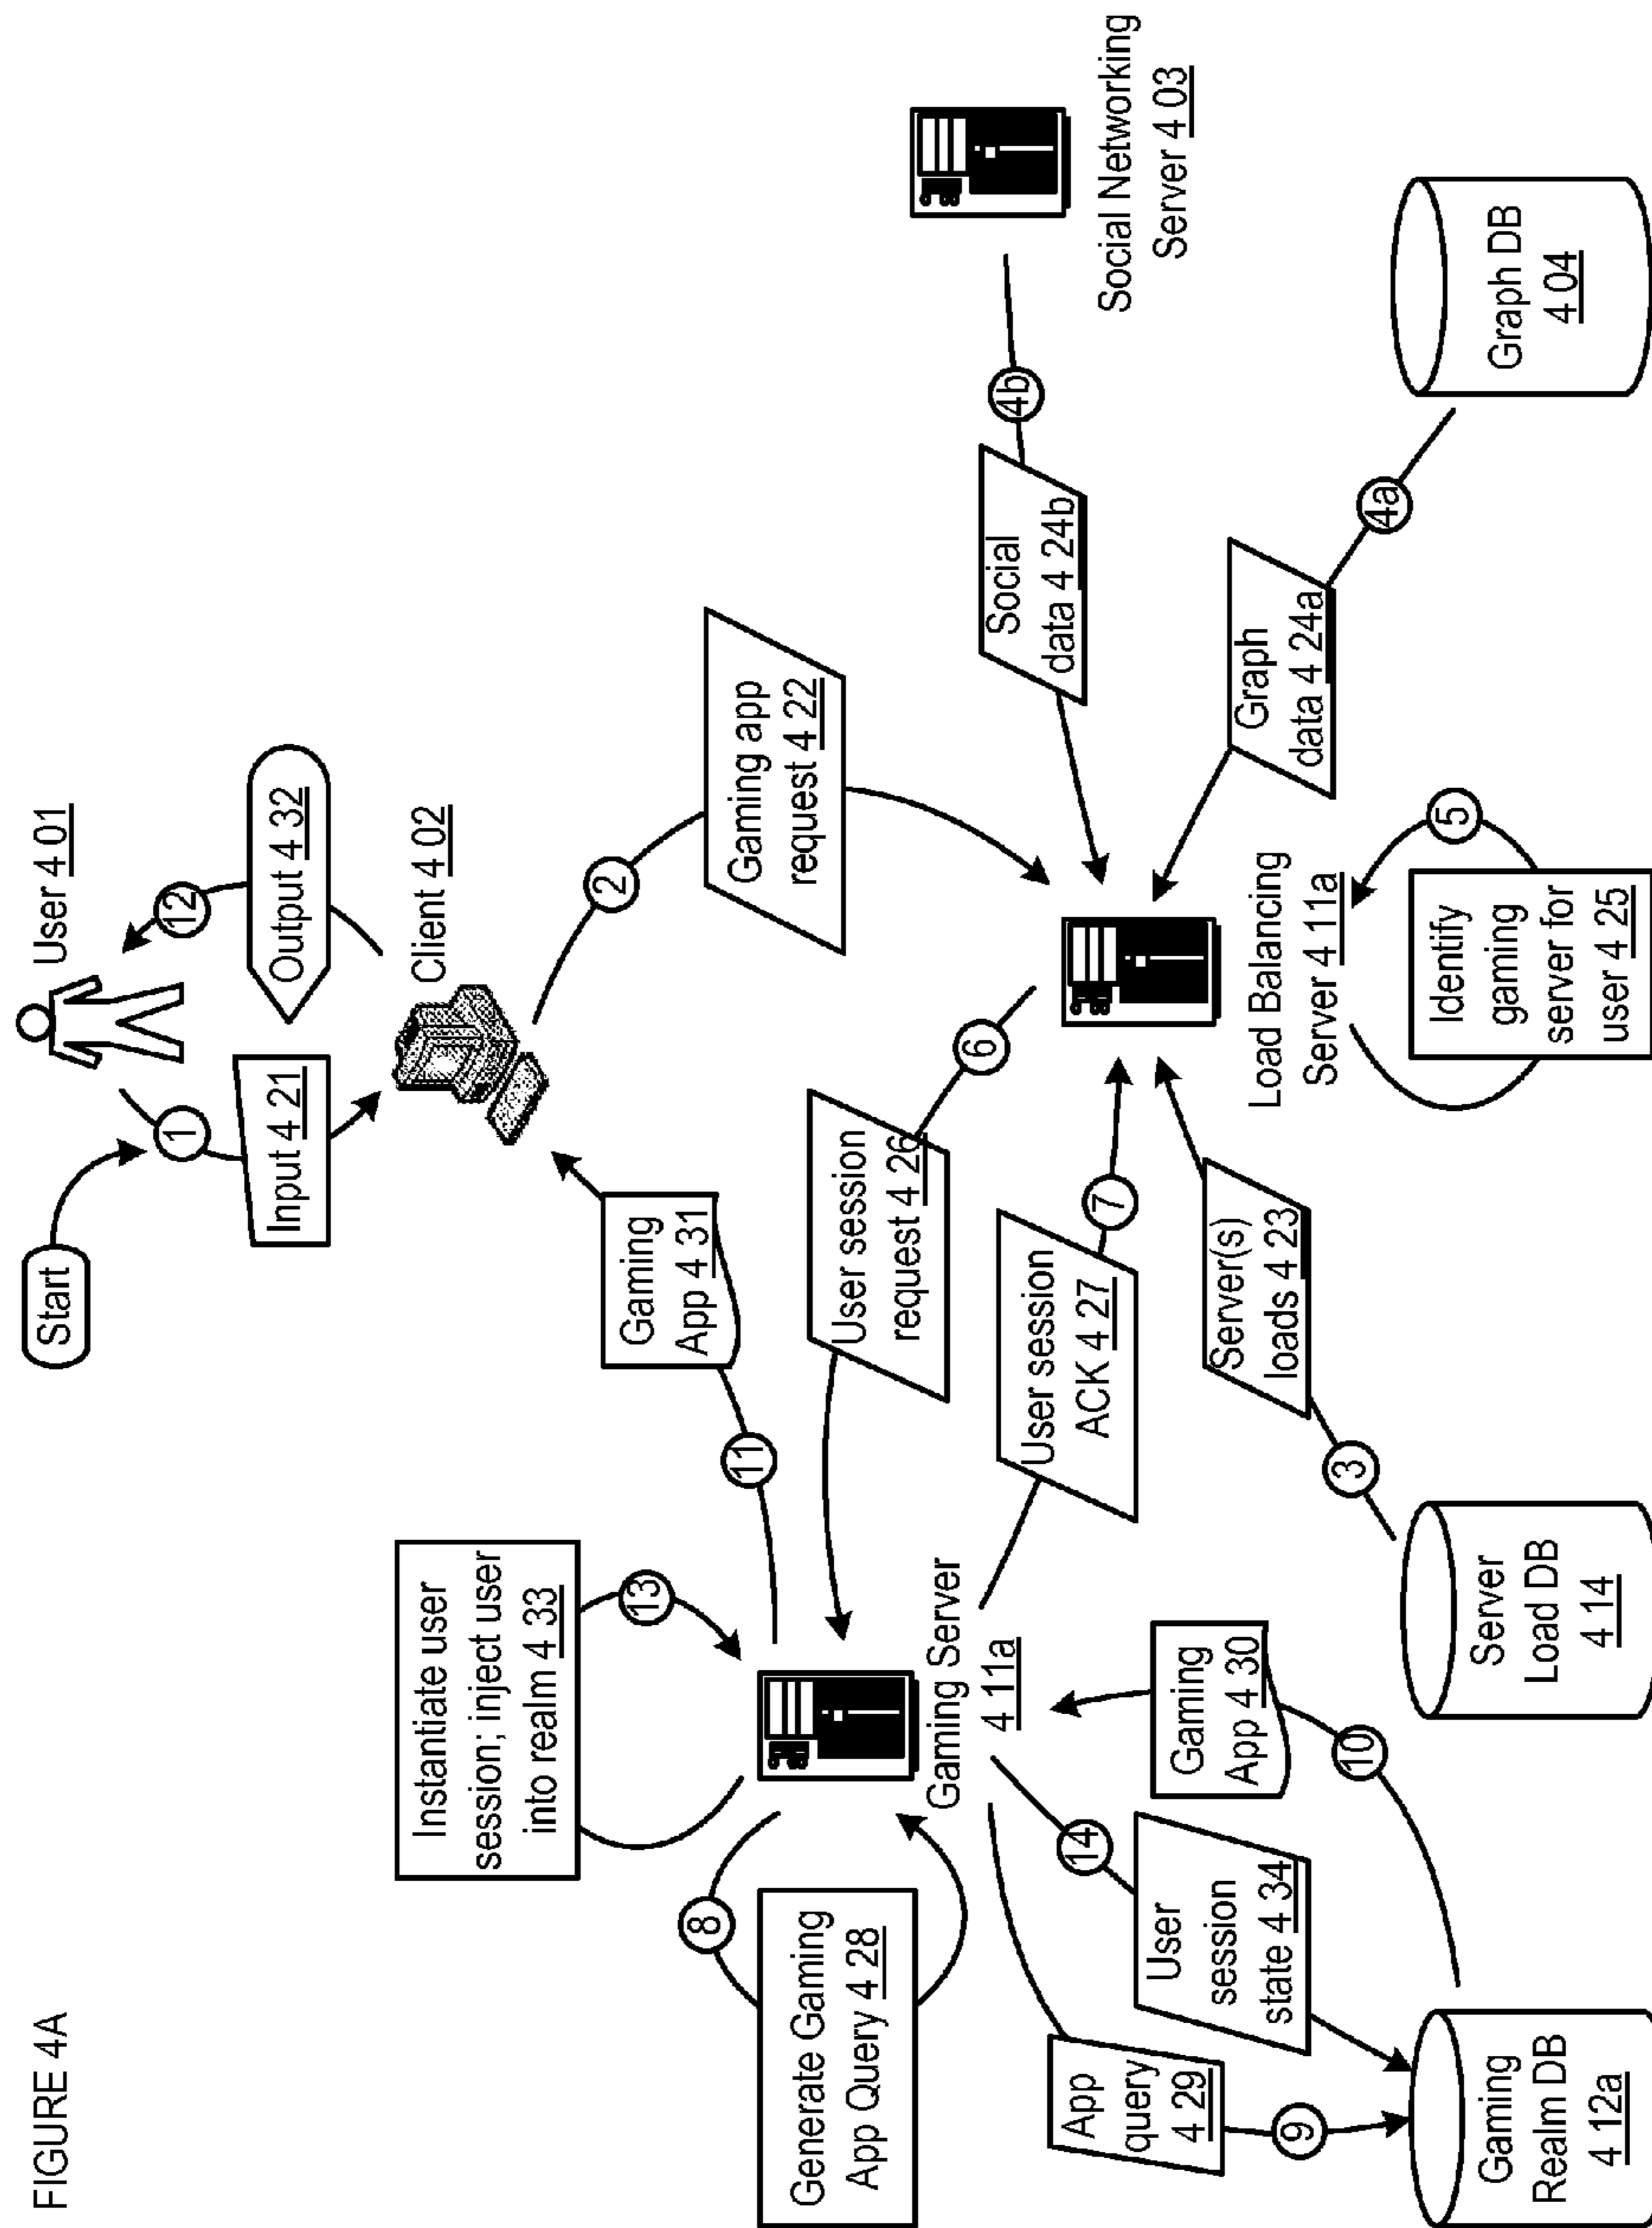 FIGURE 4A
Start
User 4 01
1
12
Input 4 21
Output 4 32
Client 4 02
2
Gaming app
request 4 22
Social Networking
Server 4 03
4b
Social
data 4 24b
Graph DB
4 04
4a
Graph
data 4 24a
Load Balancing
Server 4 11a
5
Identify
gaming
server for
user 4 25
6
User session
request 4 26
7
User session
ACK 4 27
3
Server(s)
loads 4 23
Server
Load DB
4 14
Gaming
App 4 31
11
Instantiate user
session; inject user
into realm 4 33
13
Gaming Server
4 11a
8
Generate Gaming
App Query 4 28
App
query
4 29
9
14
User
session
state 4 34
10
Gaming
App 4 30
Gaming
Realm DB
4 12a